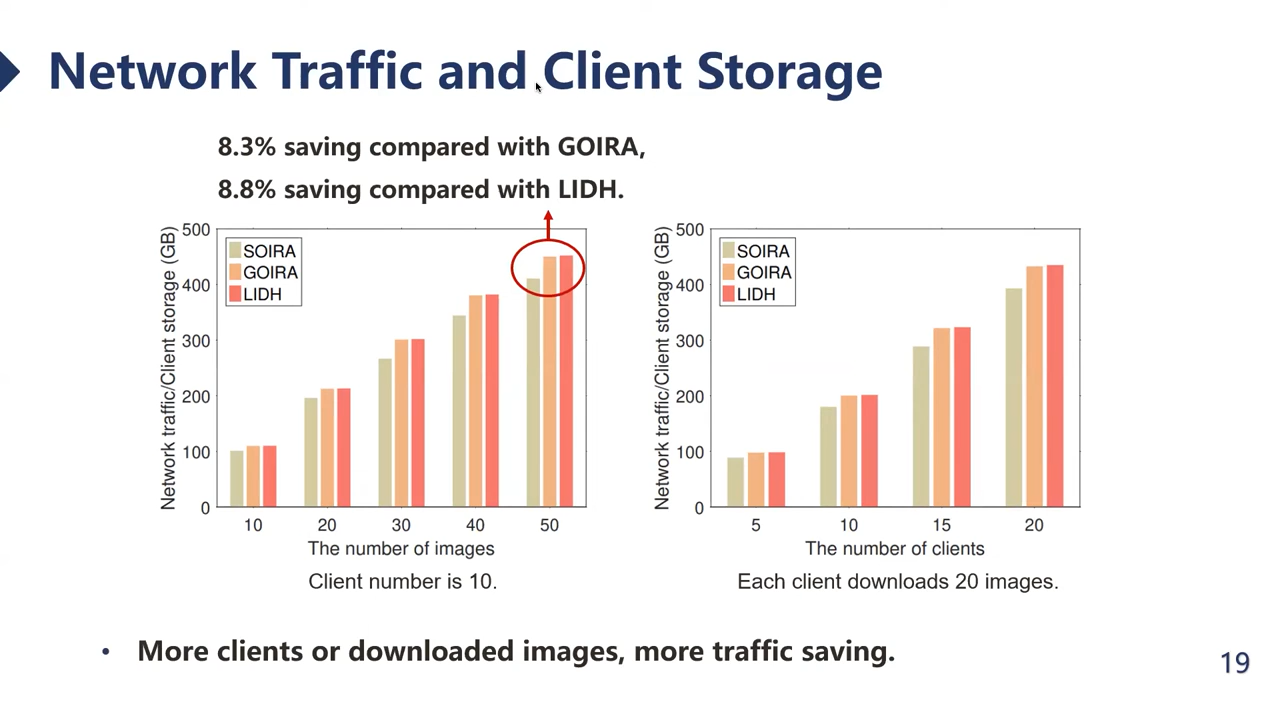 Network Traffic and Client Storage
8.3% saving compared with GOIRA,
8.8% saving compared with LIDH.
Network traffic/Client storage (GB)
500
400
300
200
100
0
SOIRA
GOIRA
LIDH
10 20 30 40 50
The number of images
Client number is 10.
Network traffic/Client storage (GB)
500
400
300
200
100
0
SOIRA
GOIRA
LIDH
5 10 15 20
The number of clients
Each client downloads 20 images.
• More clients or downloaded images, more traffic saving.
19